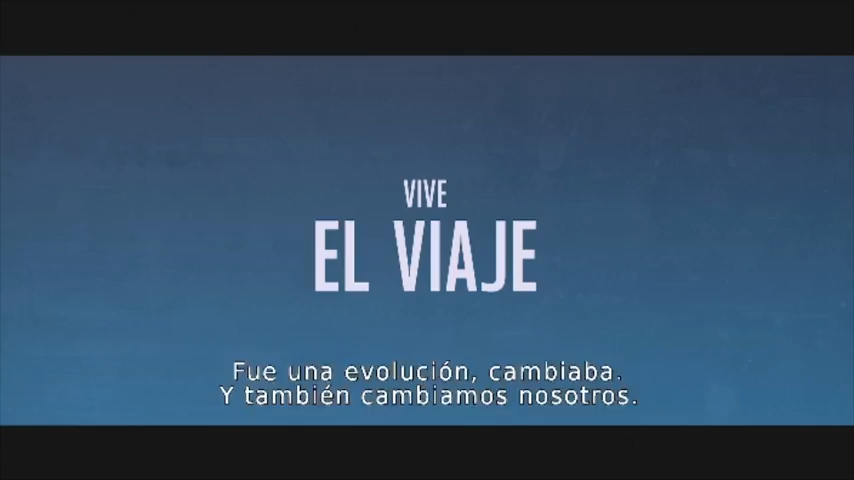 VIVE
EL VIAJE
Fue una evolución, cambiaba.
Y también cambiamos nosotros.